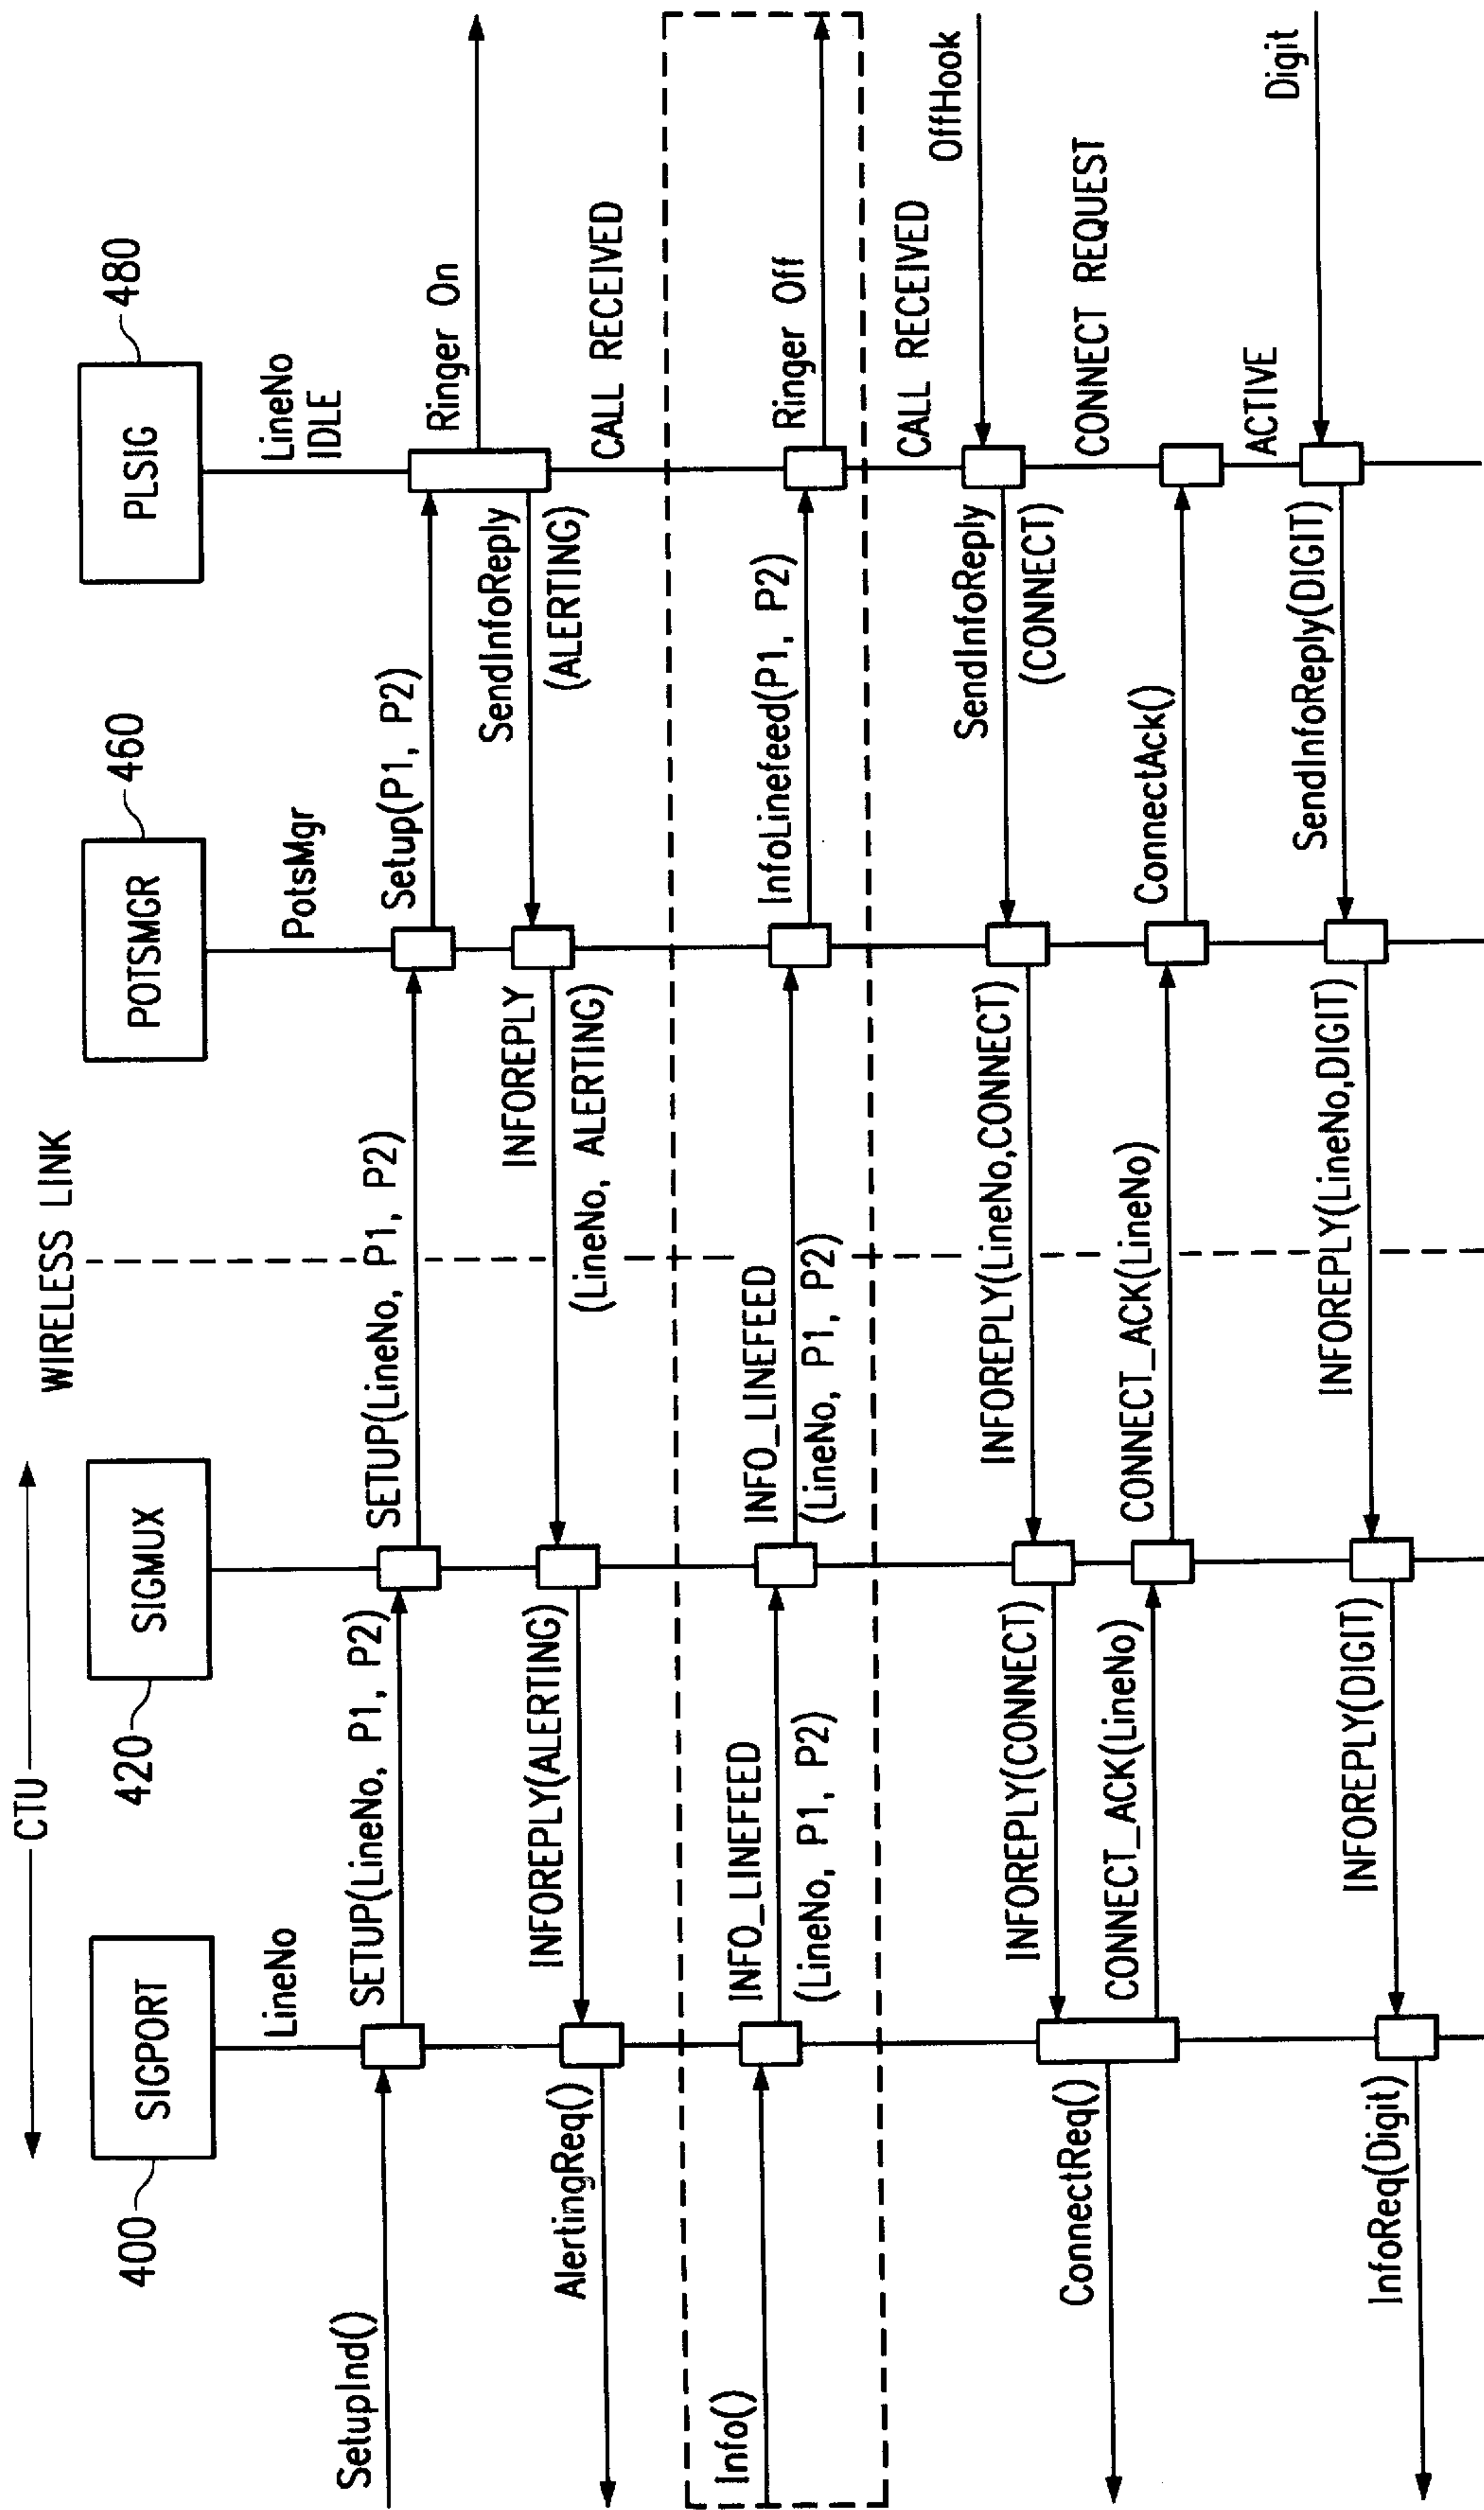 CTU
WIRELESS LINK
400
SIGPORT
420
SIGMUX
POTSMGR
460
PLSIG
480
LineNo
PotsMgr
LineNo
IDLE
SetupInd()
SETUP(LineNo, P1, P2)
SETUP(LineNo, P1, P2)
Setup(P1, P2)
Ringer On
AlertingReq()
INFOREPLY(ALERTING)
INFOREPLY
(LineNo, ALERTING)
SendInfoReply
(ALERTING)
CALL RECEIVED
Info()
INFO_LINEFEED
(LineNo, P1, P2)
INFO_LINEFEED
(LineNo, P1, P2)
InfoLinefeed(P1, P2)
Ringer Off
CALL RECEIVED
OffHook
ConnectReq()
INFOREPLY(CONNECT)
INFOREPLY(LineNo,CONNECT)
SendInfoReply
(CONNECT)
CONNECT REQUEST
CONNECT_ACK(LineNo)
CONNECT_ACK(LineNo)
ConnectAck()
ACTIVE
Digit
InfoReq(Digit)
INFOREPLY(DIGIT)
INFOREPLY(LineNo,DIGIT)
SendInfoReply(DIGIT)